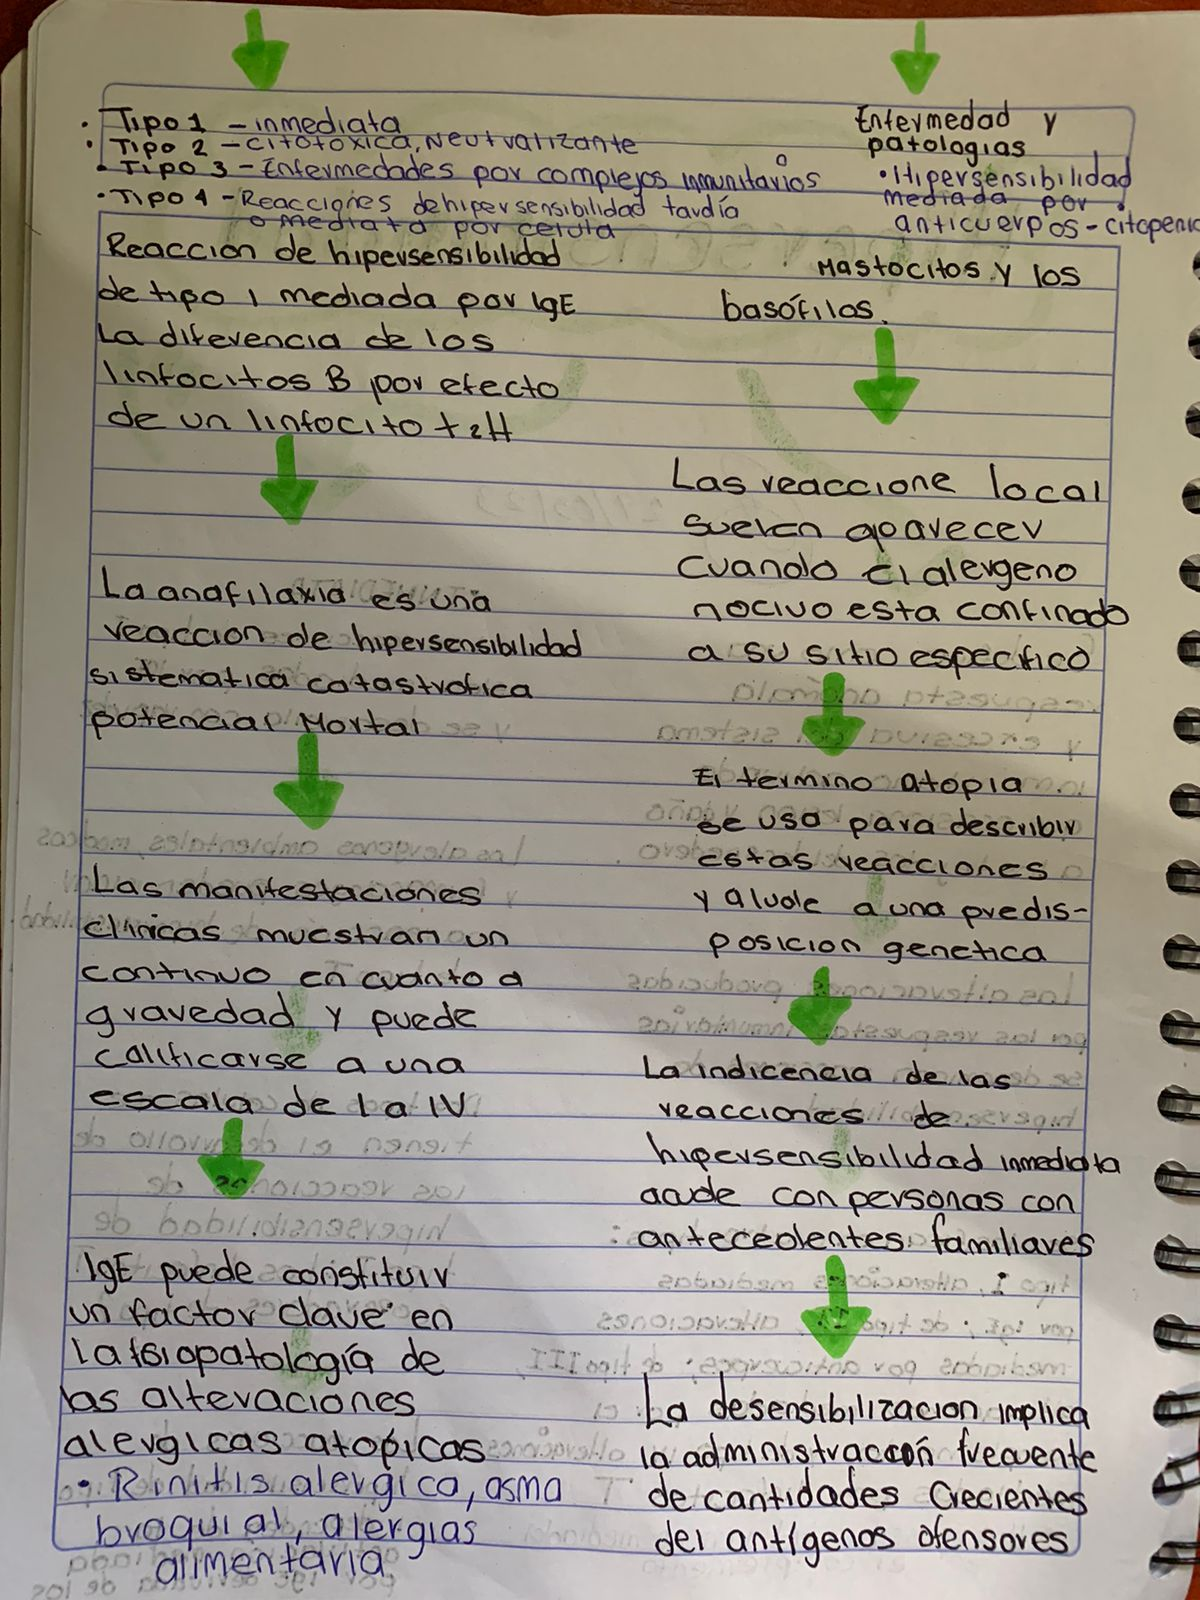 · Tipo 1 - inmediata
· Tipo 2 - citotoxica, Neutralizante
· Tipo 3 - Enfermedades por complejos inmunitarios
· Tipo 4 - Reacciones de hipersensibilidad tardía
o mediata por celula
Enfermedad y
patologias
· Hipersensibilidad
mediada por
anticuerpos - citopenic
Reaccion de hipersensibilidad
de tipo 1 mediada por IgE
La diferencia de los
linfocitos B por efecto
de un linfocito t2H
La anafilaxia es una
reaccion de hipersensibilidad
sistematica catastrofica
potencial Mortal
Las manifestaciones
clinicas muestran un
continuo en cuanto a
gravedad y puede
calificarse a una
escala de I a IV
IgE puede constituir
un factor clave en
la fisiopatología de
las alteraciones
alergicas atopicas
· Rinitis alergica, asma
broquial, alergias
alimentaria
Mastocitos y los
basófilos.
Las reaccione local
suelen aparecer
cuando el alergeno
nocivo esta confinado
a su sitio especifico
El termino atopia
se usa para describir
estas reacciones
y alude a una predis-
posicion genetica
La indicencia de las
reacciones de
hipersensibilidad inmediata
acude con personas con
antecedentes familiares
La desensibilizacion implica
la administracción frecuente
de cantidades crecientes
del antígenos ofensores